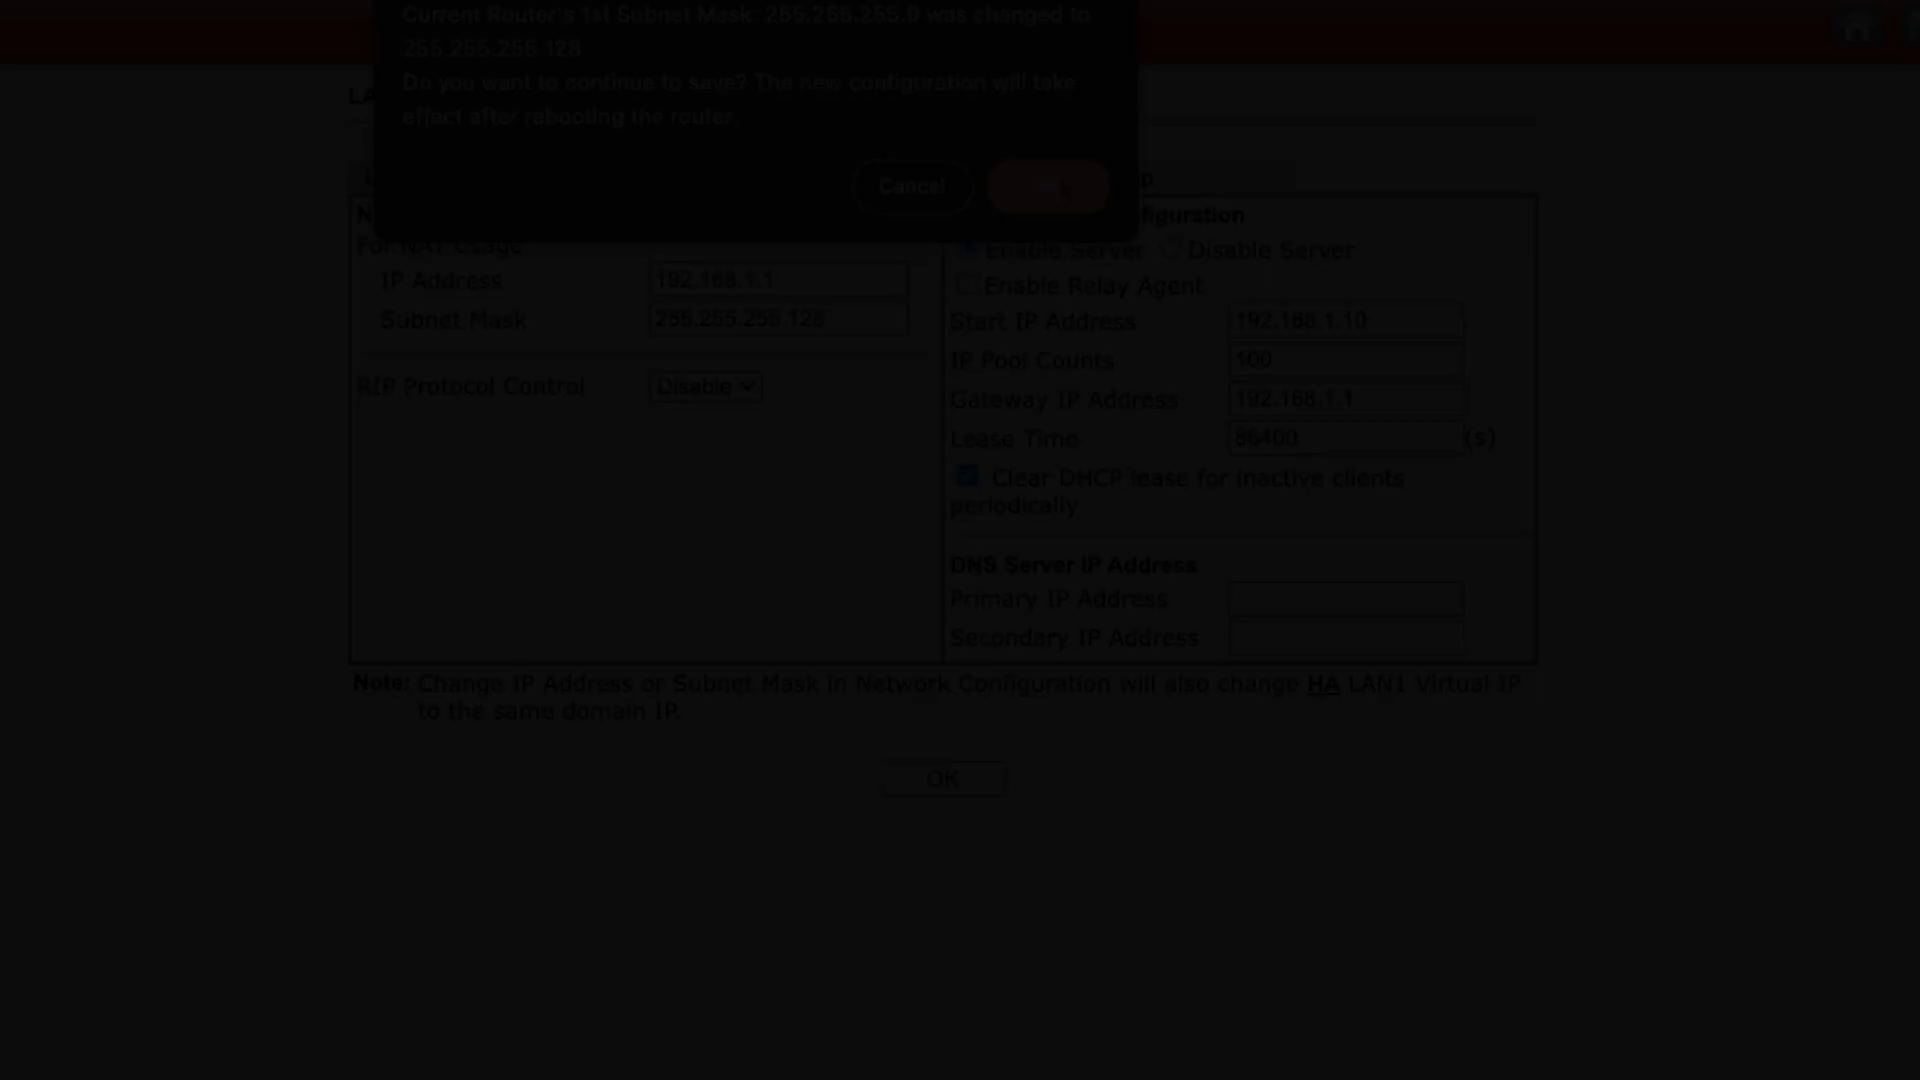 Current Router's 1st Subnet Mask: 255.255.255.0 was changed to
255.255.255.128
Do you want to continue to save? The new configuration will take
effect after rebooting the router.
LA
Cancel
p
N
figuration
For NAT Usage
Enable Server
Disable Server
IP Address
192.168.1.1
Enable Relay Agent
Subnet Mask
255.255.255.128
Start IP Address
192.168.1.10
IP Pool Counts
100
RIP Protocol Control
Disable
Gateway IP Address
192.168.1.1
Lease Time
86400
(s)
Clear DHCP lease for inactive clients
periodically
DNS Server IP Address
Primary IP Address
Secondary IP Address
Note: Change IP Address or Subnet Mask in Network Configuration will also change HA LAN1 Virtual IP
to the same domain IP.
OK